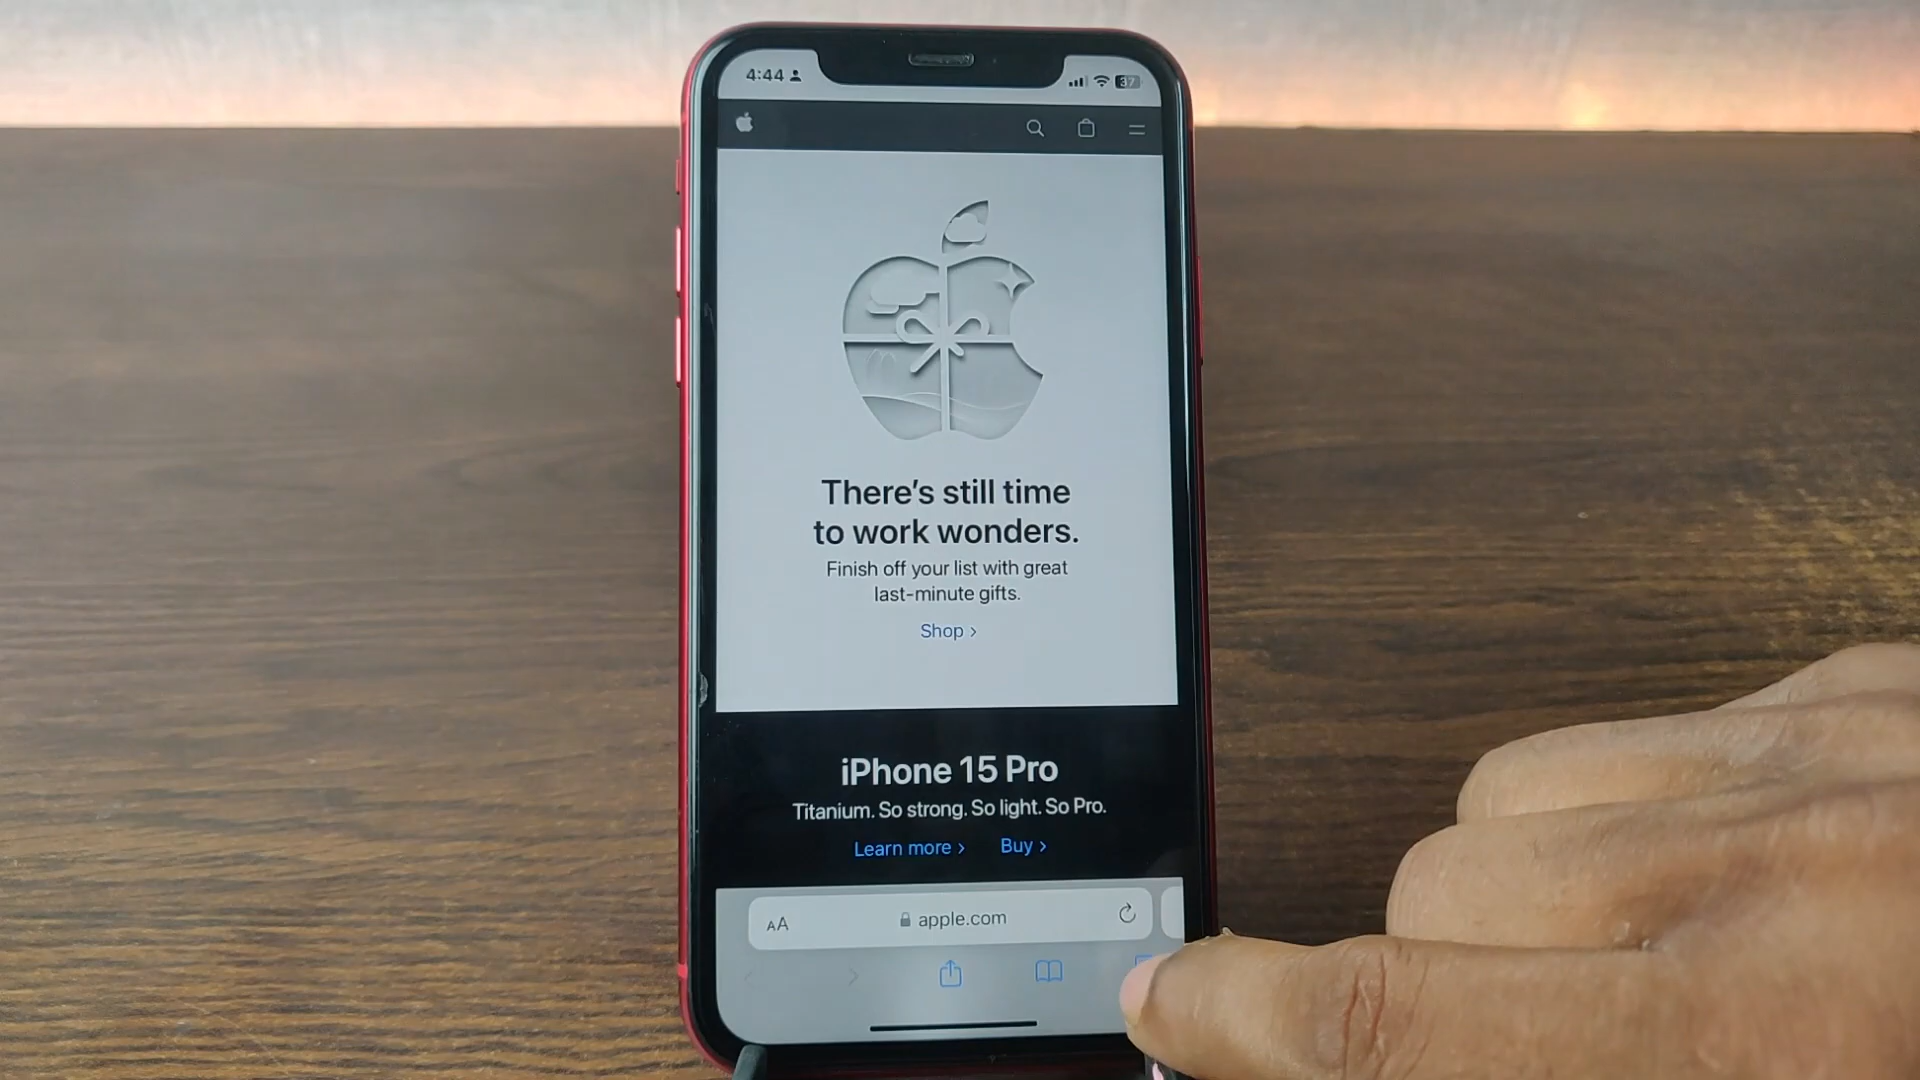 4:44
37
There's still time
to work wonders.
Finish off your list with great
last-minute gifts.
Shop >
iPhone 15 Pro
Titanium. So strong. So light. So Pro.
Learn more > Buy >
AA apple.com